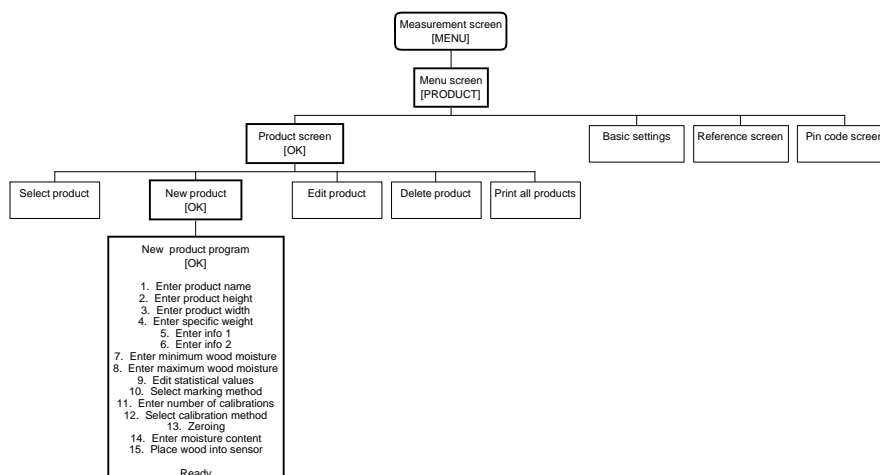 Measurement screen
[MENU]
Menu screen
[PRODUCT]
Product screen
[OK]
Basic settings
Reference screen
Pin code screen
Select product
New product
[OK]
Edit product
Delete product
Print all products
New product program
[OK]
1. Enter product name
2. Enter product height
3. Enter product width
4. Enter specific weight
5. Enter info 1
6. Enter info 2
7. Enter minimum wood moisture
8. Enter maximum wood moisture
9. Edit statistical values
10. Select marking method
11. Enter number of calibrations
12. Select calibration method
13. Zeroing
14. Enter moisture content
15. Place wood into sensor
Ready